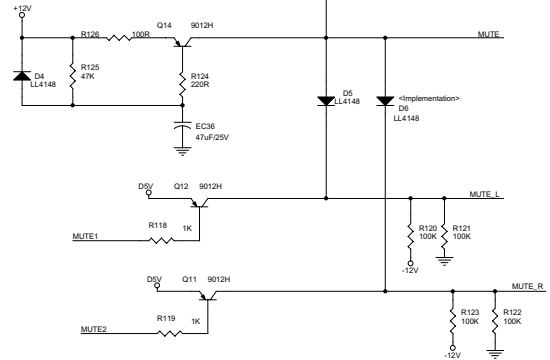 +12V
Q14 9012H
R126 100R
MUTE
R125
47K
D4
LL4148
R124
220R
EC36
47uF/25V
D5
LL4148
<Implementation>
D6
LL4148
D5V Q12 9012H
MUTE_L
R118 1K
MUTE1
R120
100K
R121
100K
-12V
D5V Q11 9012H
MUTE_R
R119 1K
MUTE2
R123
100K
R122
100K
-12V